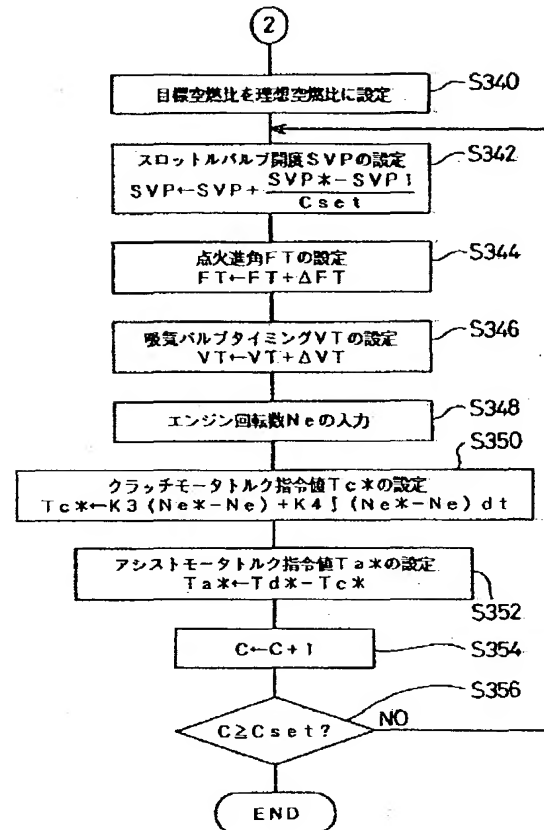 2
目標空燃比を理想空燃比に設定
S340
スロットルバルブ開度SVPの設定
SVP←SVP+(SVP*-SVP1)/Cset
S342
点火進角FTの設定
FT←FT+ΔFT
S344
吸気バルブタイミングVTの設定
VT←VT+ΔVT
S346
エンジン回転数Neの入力
S348
S350
クラッチモータトルク指令値Tc*の設定
Tc*←K3(Ne*-Ne)+K4∫(Ne*-Ne)dt
アシストモータトルク指令値Ta*の設定
Ta*←Td*-Tc*
S352
C←C+1
S354
S356
C≧Cset?
NO
END